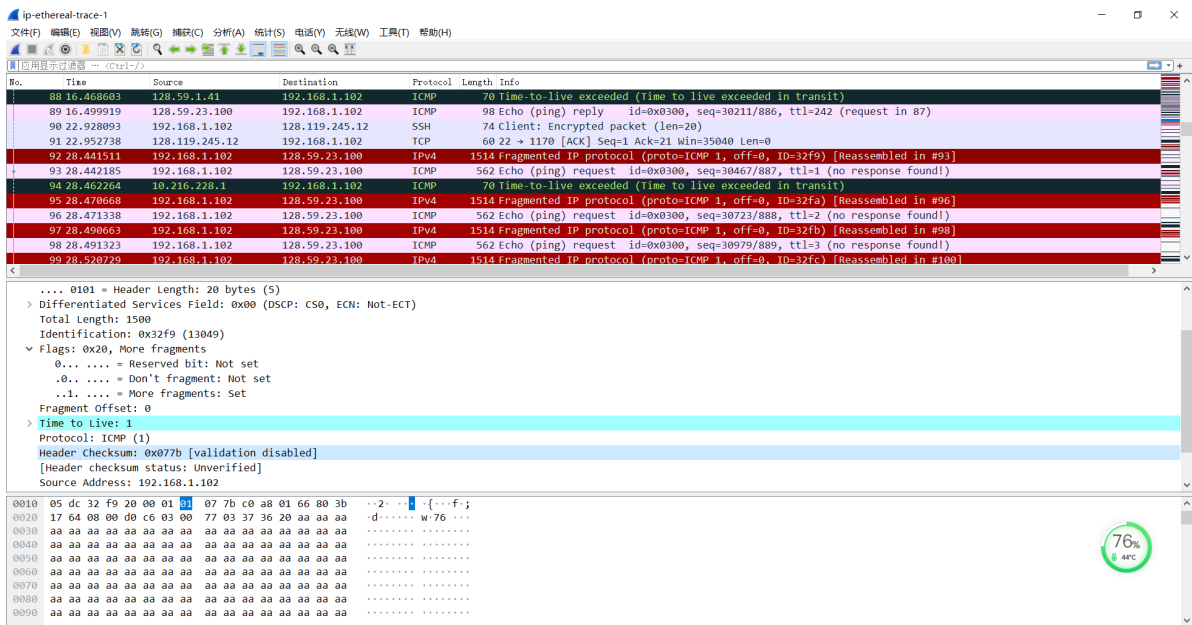 ip-ethereal-trace-1
文件(F) 编辑(E) 视图(V) 跳转(G) 捕获(C) 分析(A) 统计(S) 电话(Y) 无线(W) 工具(T) 帮助(H)
应用显示过滤器 … <Ctrl-/>
No. Time Source Destination Protocol Length Info
88 16.468603 128.59.1.41 192.168.1.102 ICMP 70 Time-to-live exceeded (Time to live exceeded in transit)
89 16.499919 128.59.23.100 192.168.1.102 ICMP 98 Echo (ping) reply id=0x0300, seq=30211/886, ttl=242 (request in 87)
90 22.928093 192.168.1.102 128.119.245.12 SSH 74 Client: Encrypted packet (len=20)
91 22.952738 128.119.245.12 192.168.1.102 TCP 60 22 → 1170 [ACK] Seq=1 Ack=21 Win=35040 Len=0
92 28.441511 192.168.1.102 128.59.23.100 IPv4 1514 Fragmented IP protocol (proto=ICMP 1, off=0, ID=32f9) [Reassembled in #93]
93 28.442185 192.168.1.102 128.59.23.100 ICMP 562 Echo (ping) request id=0x0300, seq=30467/887, ttl=1 (no response found!)
94 28.462264 10.216.228.1 192.168.1.102 ICMP 70 Time-to-live exceeded (Time to live exceeded in transit)
95 28.470668 192.168.1.102 128.59.23.100 IPv4 1514 Fragmented IP protocol (proto=ICMP 1, off=0, ID=32fa) [Reassembled in #96]
96 28.471338 192.168.1.102 128.59.23.100 ICMP 562 Echo (ping) request id=0x0300, seq=30723/888, ttl=2 (no response found!)
97 28.490663 192.168.1.102 128.59.23.100 IPv4 1514 Fragmented IP protocol (proto=ICMP 1, off=0, ID=32fb) [Reassembled in #98]
98 28.491323 192.168.1.102 128.59.23.100 ICMP 562 Echo (ping) request id=0x0300, seq=30979/889, ttl=3 (no response found!)
99 28.520729 192.168.1.102 128.59.23.100 IPv4 1514 Fragmented IP protocol (proto=ICMP 1, off=0, ID=32fc) [Reassembled in #100]
.... 0101 = Header Length: 20 bytes (5)
Differentiated Services Field: 0x00 (DSCP: CS0, ECN: Not-ECT)
Total Length: 1500
Identification: 0x32f9 (13049)
Flags: 0x20, More fragments
0... .... = Reserved bit: Not set
.0.. .... = Don't fragment: Not set
..1. .... = More fragments: Set
Fragment Offset: 0
Time to Live: 1
Protocol: ICMP (1)
Header Checksum: 0x077b [validation disabled]
[Header checksum status: Unverified]
Source Address: 192.168.1.102
0010 05 dc 32 f9 20 00 01 01 07 7b c0 a8 01 66 80 3b ··2· ··· ·{···f·;
0020 17 64 08 00 d0 c6 03 00 77 03 37 36 20 aa aa aa ·d······ w·76 ···
0030 aa aa aa aa aa aa aa aa aa aa aa aa aa aa aa aa ········ ········
0040 aa aa aa aa aa aa aa aa aa aa aa aa aa aa aa aa ········ ········
0050 aa aa aa aa aa aa aa aa aa aa aa aa aa aa aa aa ········ ········
0060 aa aa aa aa aa aa aa aa aa aa aa aa aa aa aa aa ········ ········
0070 aa aa aa aa aa aa aa aa aa aa aa aa aa aa aa aa ········ ········
0080 aa aa aa aa aa aa aa aa aa aa aa aa aa aa aa aa ········ ········
0090 aa aa aa aa aa aa aa aa aa aa aa aa aa aa aa aa ········ ········
76%
44°C